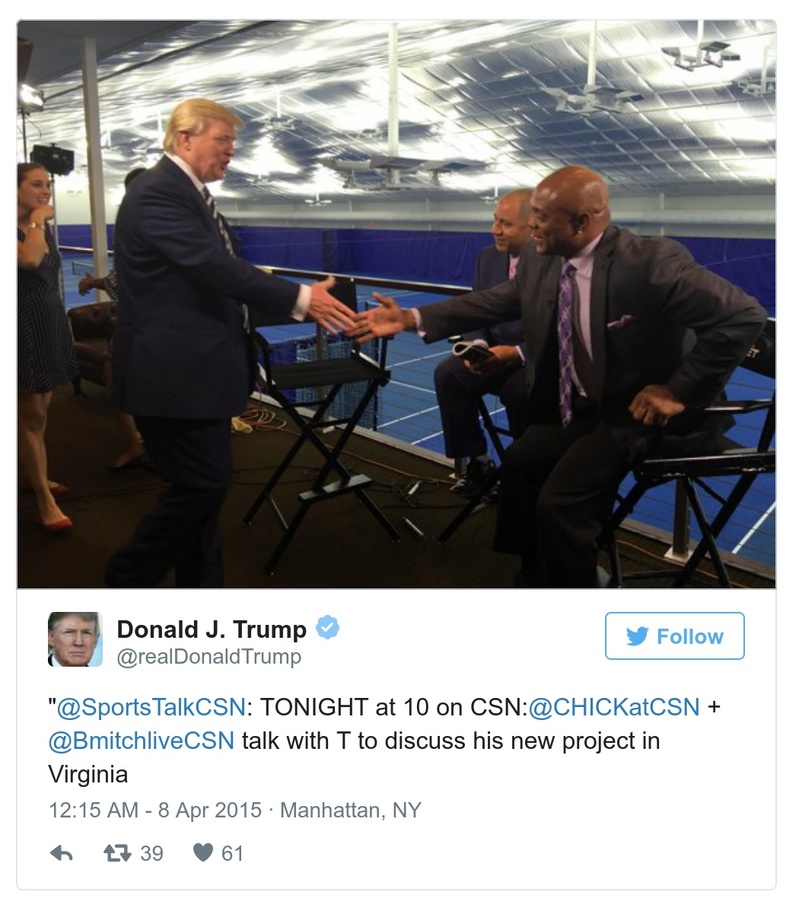 ET
Donald J. Trump
Follow
@realDonaldTrump
"@SportsTalkCSN: TONIGHT at 10 on CSN:@CHICKatCSN +
@BmitchliveCSN talk with T to discuss his new project in
Virginia
12:15 AM - 8 Apr 2015 · Manhattan, NY
39 61